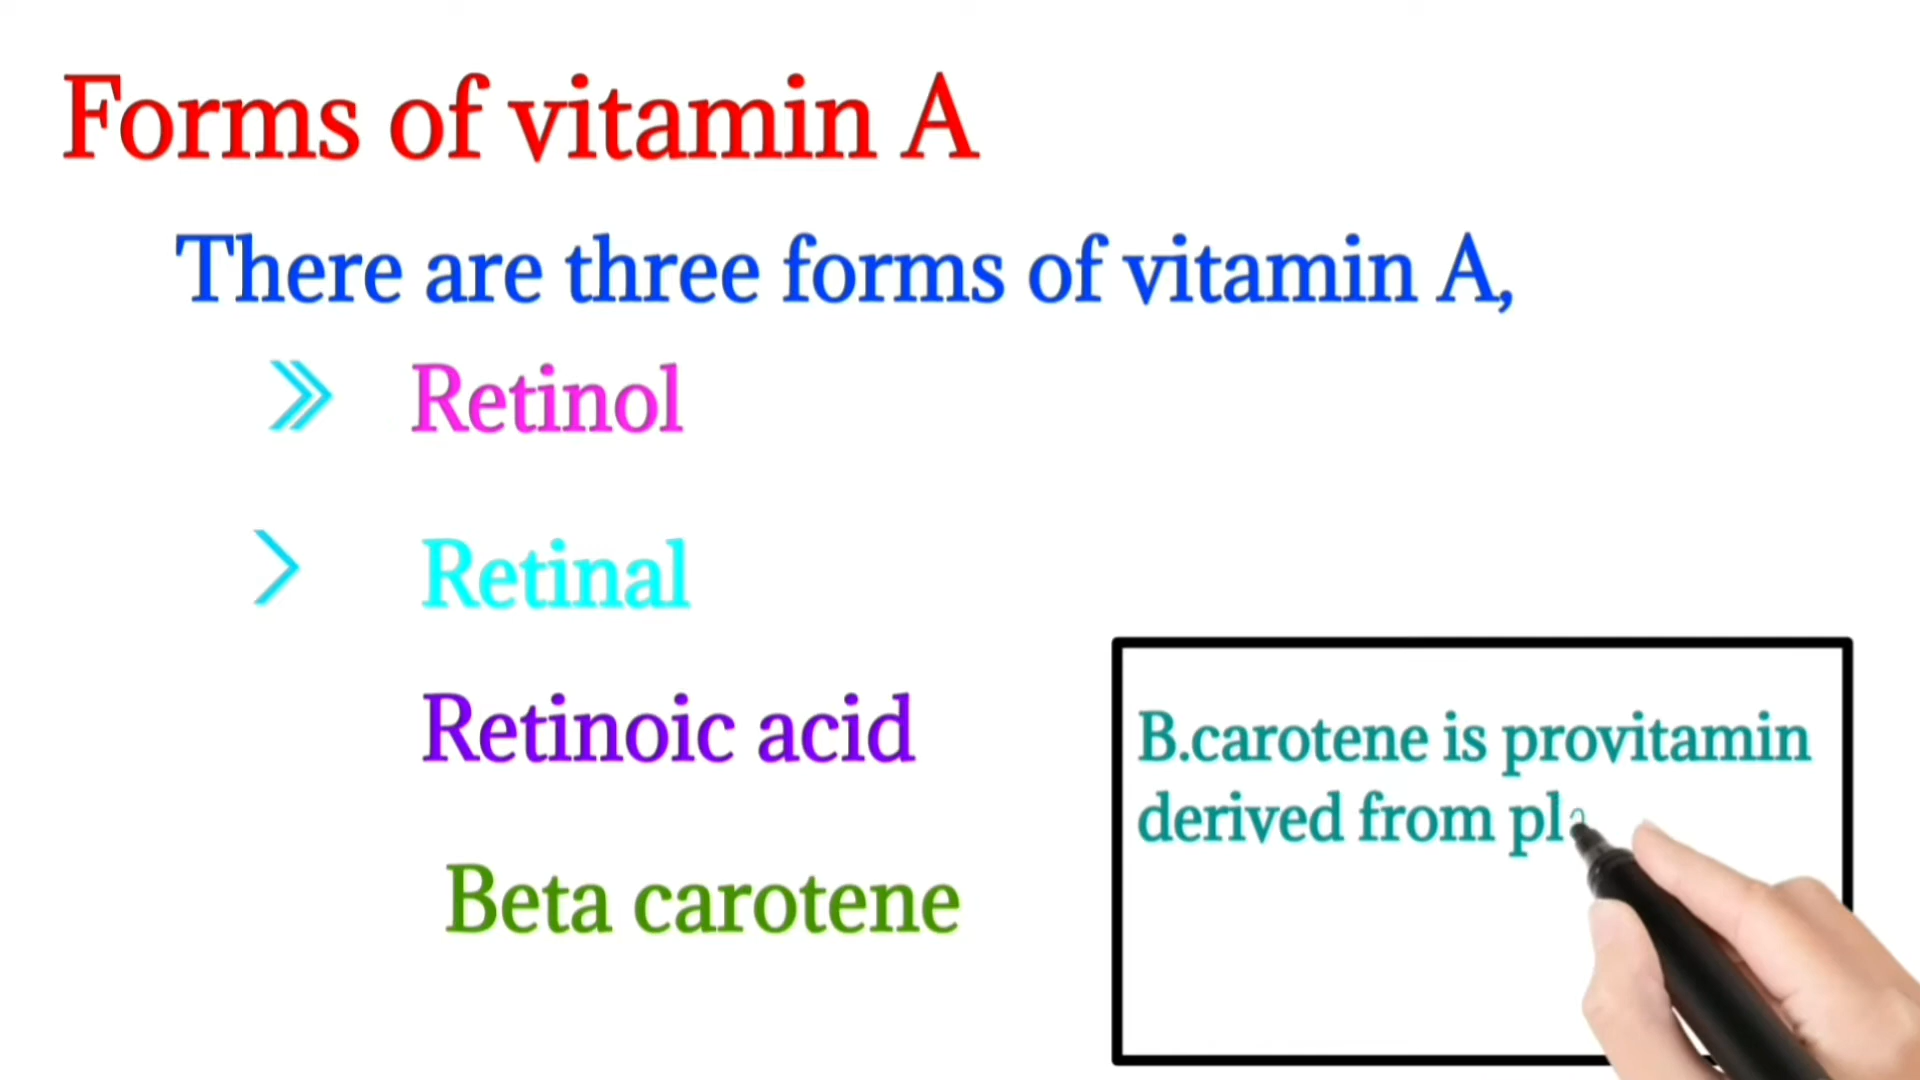 Forms of vitamin A
There are three forms of vitamin A,
Retinol
Retinal
Retinoic acid
Beta carotene
B.carotene is provitamin
derived from